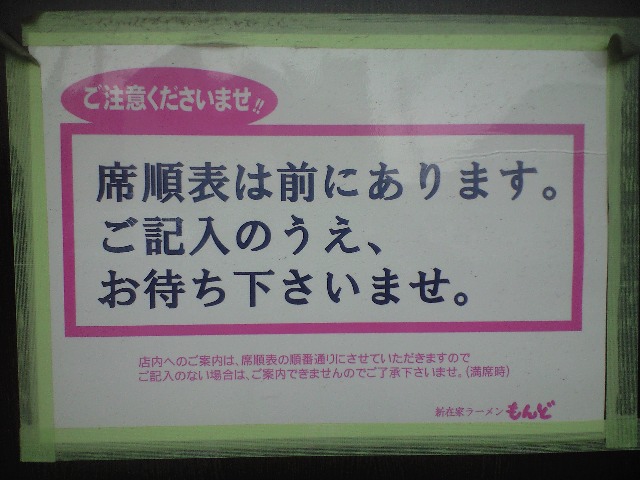 ご注意くださいませ!!
席順表は前にあります。
ご記入のうえ、
お待ち下さいませ。
店内へのご案内は、席順表の順番通りにさせていただきますので
ご記入のない場合は、ご案内できませんのでご了承下さいませ。(満席時)
新在家ラーメン もんど